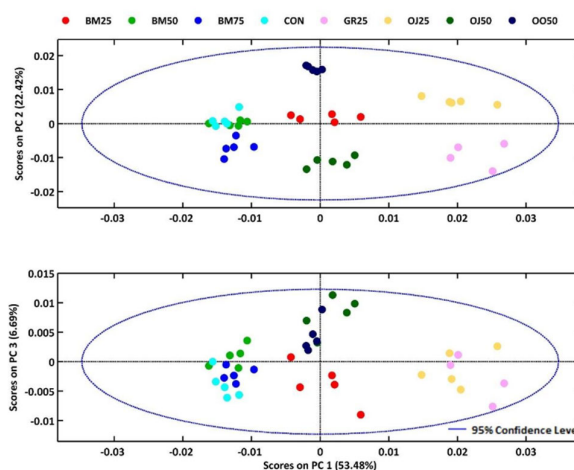 BM25 BM50 BM75 CON GR25 OJ25 OJ50 OO50
Scores on PC 2 (22.42%)
0.02
0.01
0
-0.01
-0.02
-0.03 -0.02 -0.01 0 0.01 0.02 0.03
Scores on PC 3 (6.69%)
0.015
0.01
0.005
0
-0.005
-0.01
95% Confidence Leve
-0.03 -0.02 -0.01 0 0.01 0.02 0.03
Scores on PC 1 (53.48%)